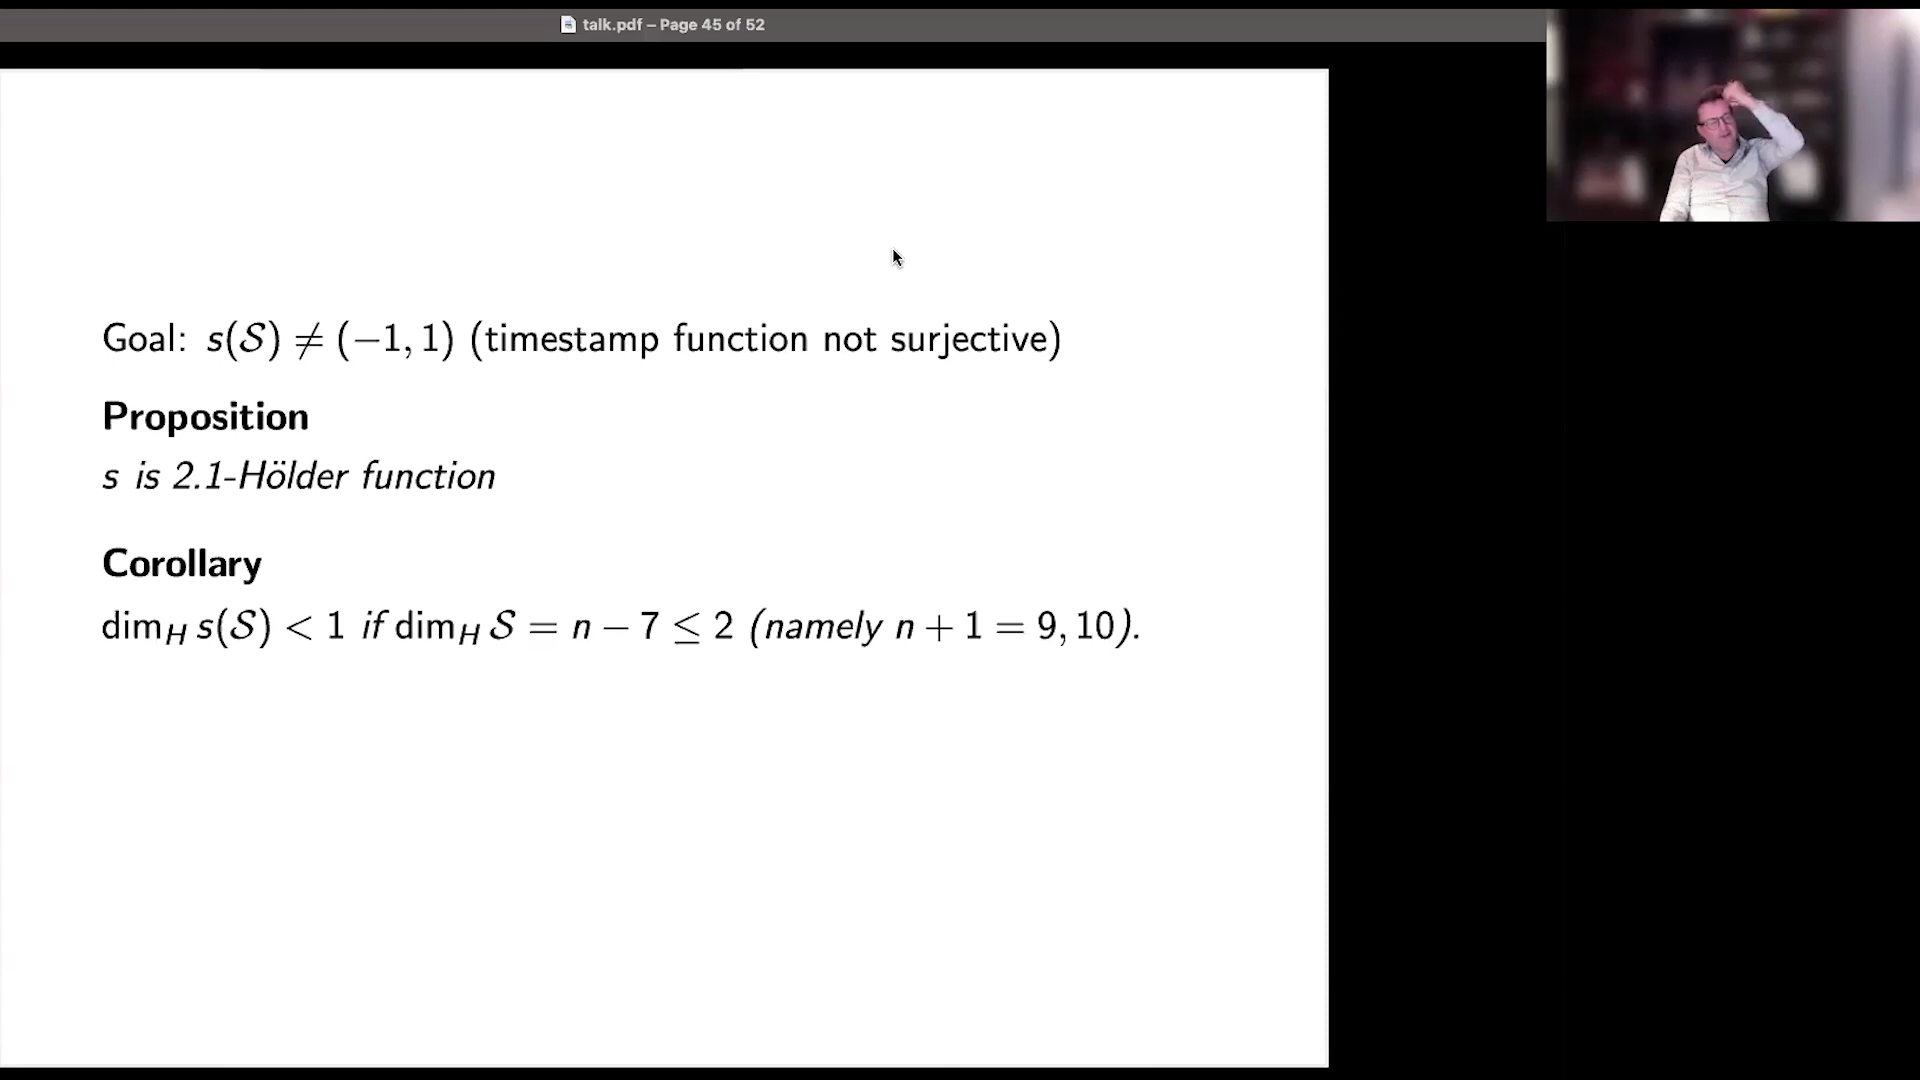 talk.pdf – Page 45 of 52
Goal: s(𝒮) ≠ (−1, 1) (timestamp function not surjective)
Proposition
s is 2.1-Hölder function
Corollary
dim_H s(𝒮) < 1 if dim_H 𝒮 = n − 7 ≤ 2 (namely n + 1 = 9, 10).